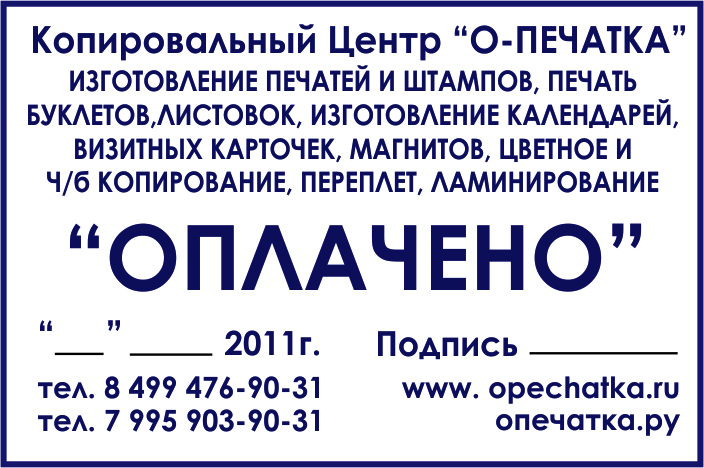 Копировальный Центр “О-ПЕЧАТКА”
ИЗГОТОВЛЕНИЕ ПЕЧАТЕЙ И ШТАМПОВ, ПЕЧАТЬ
БУКЛЕТОВ,ЛИСТОВОК, ИЗГОТОВЛЕНИЕ КАЛЕНДАРЕЙ,
ВИЗИТНЫХ КАРТОЧЕК, МАГНИТОВ, ЦВЕТНОЕ И
Ч/б КОПИРОВАНИЕ, ПЕРЕПЛЕТ, ЛАМИНИРОВАНИЕ
“ОПЛАЧЕНО”
“___” ______ 2011г. Подпись __________
тел. 8 499 476-90-31 www. opechatka.ru
тел. 7 995 903-90-31 опечатка.ру